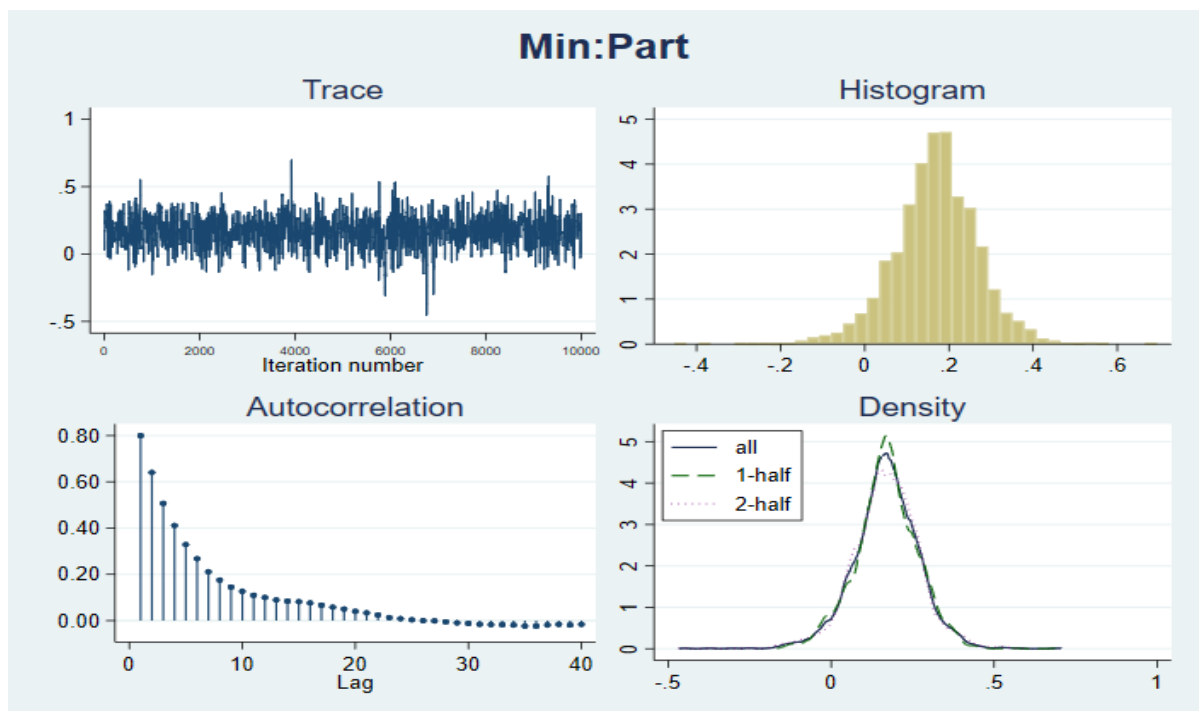 Min:Part
Trace
1
.5
0
-.5
0 2000 4000 6000 8000 10000
Iteration number
Histogram
5
4
3
2
1
0
-.4 -.2 0 .2 .4 .6
Autocorrelation
0.80
0.60
0.40
0.20
0.00
0 10 20 30 40
Lag
Density
all
1-half
2-half
5
4
3
2
1
0
-.5 0 .5 1